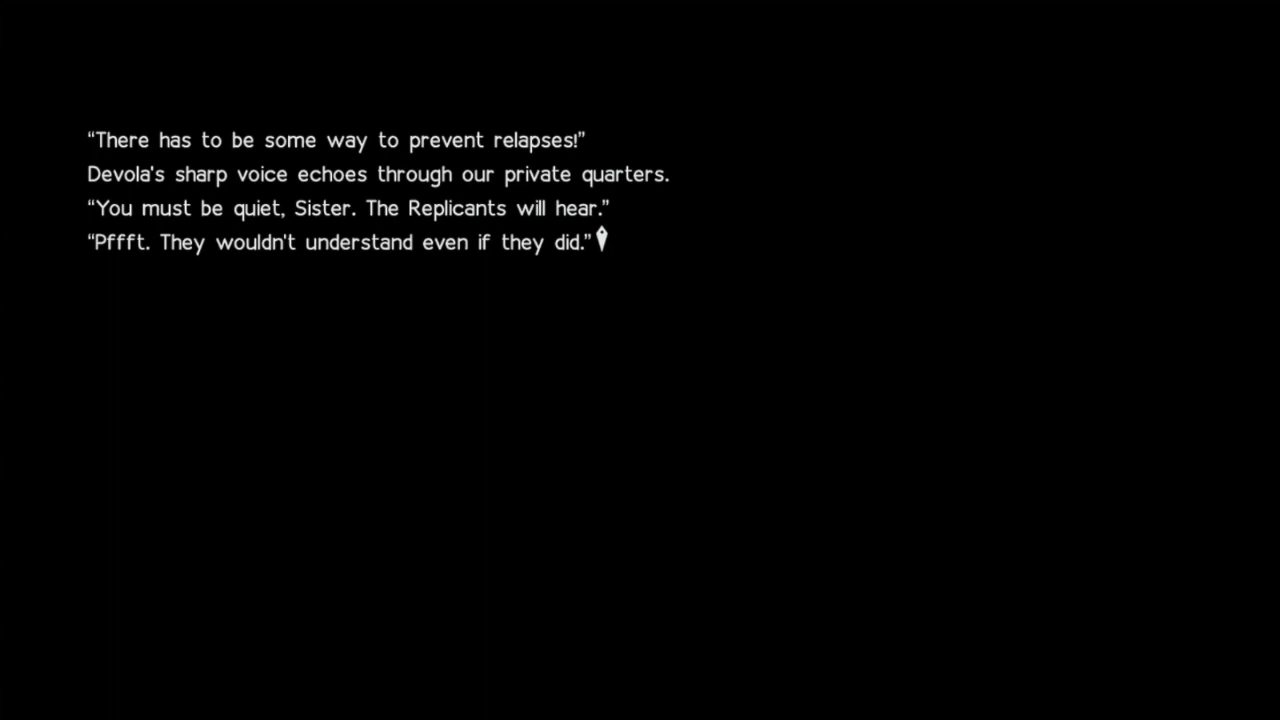 “There has to be some way to prevent relapses!”
Devola's sharp voice echoes through our private quarters.
“You must be quiet, Sister. The Replicants will hear.”
“Pffft. They wouldn't understand even if they did.”